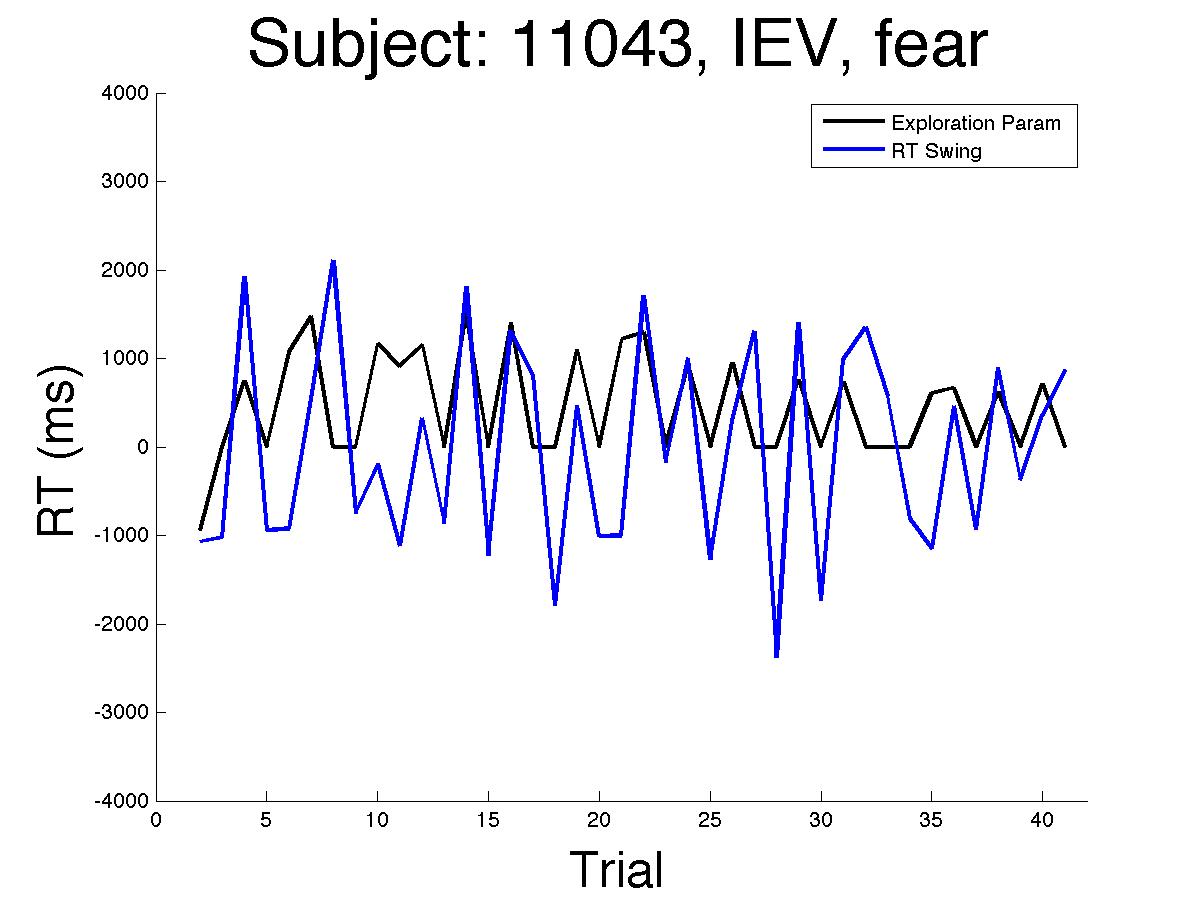 Subject: 11043, IEV, fear
4000
3000
2000
1000
0
-1000
-2000
-3000
-4000
RT (ms)
Exploration Param
RT Swing
0 5 10 15 20 25 30 35 40
Trial